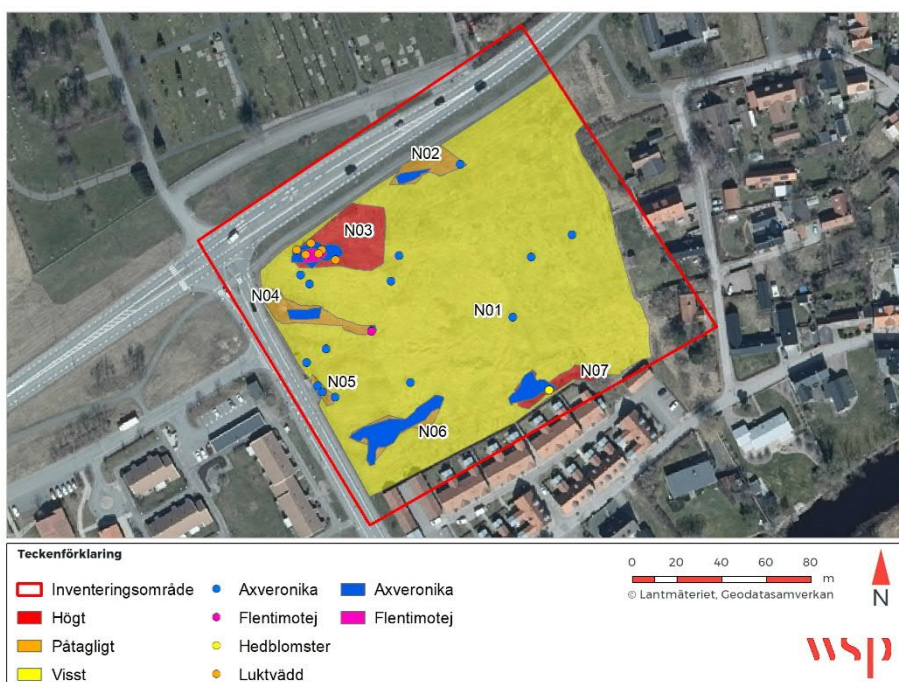 N02
N03
N04
N01
N05
N07
N06
Teckenförklaring
Inventeringsområde
Högt
Påtagligt
Visst
Axveronika
Flentimotej
Hedblomster
Luktvädd
Axveronika
Flentimotej
0 20 40 60 80
m
© Lantmäteriet, Geodatasamverkan
N
wsp